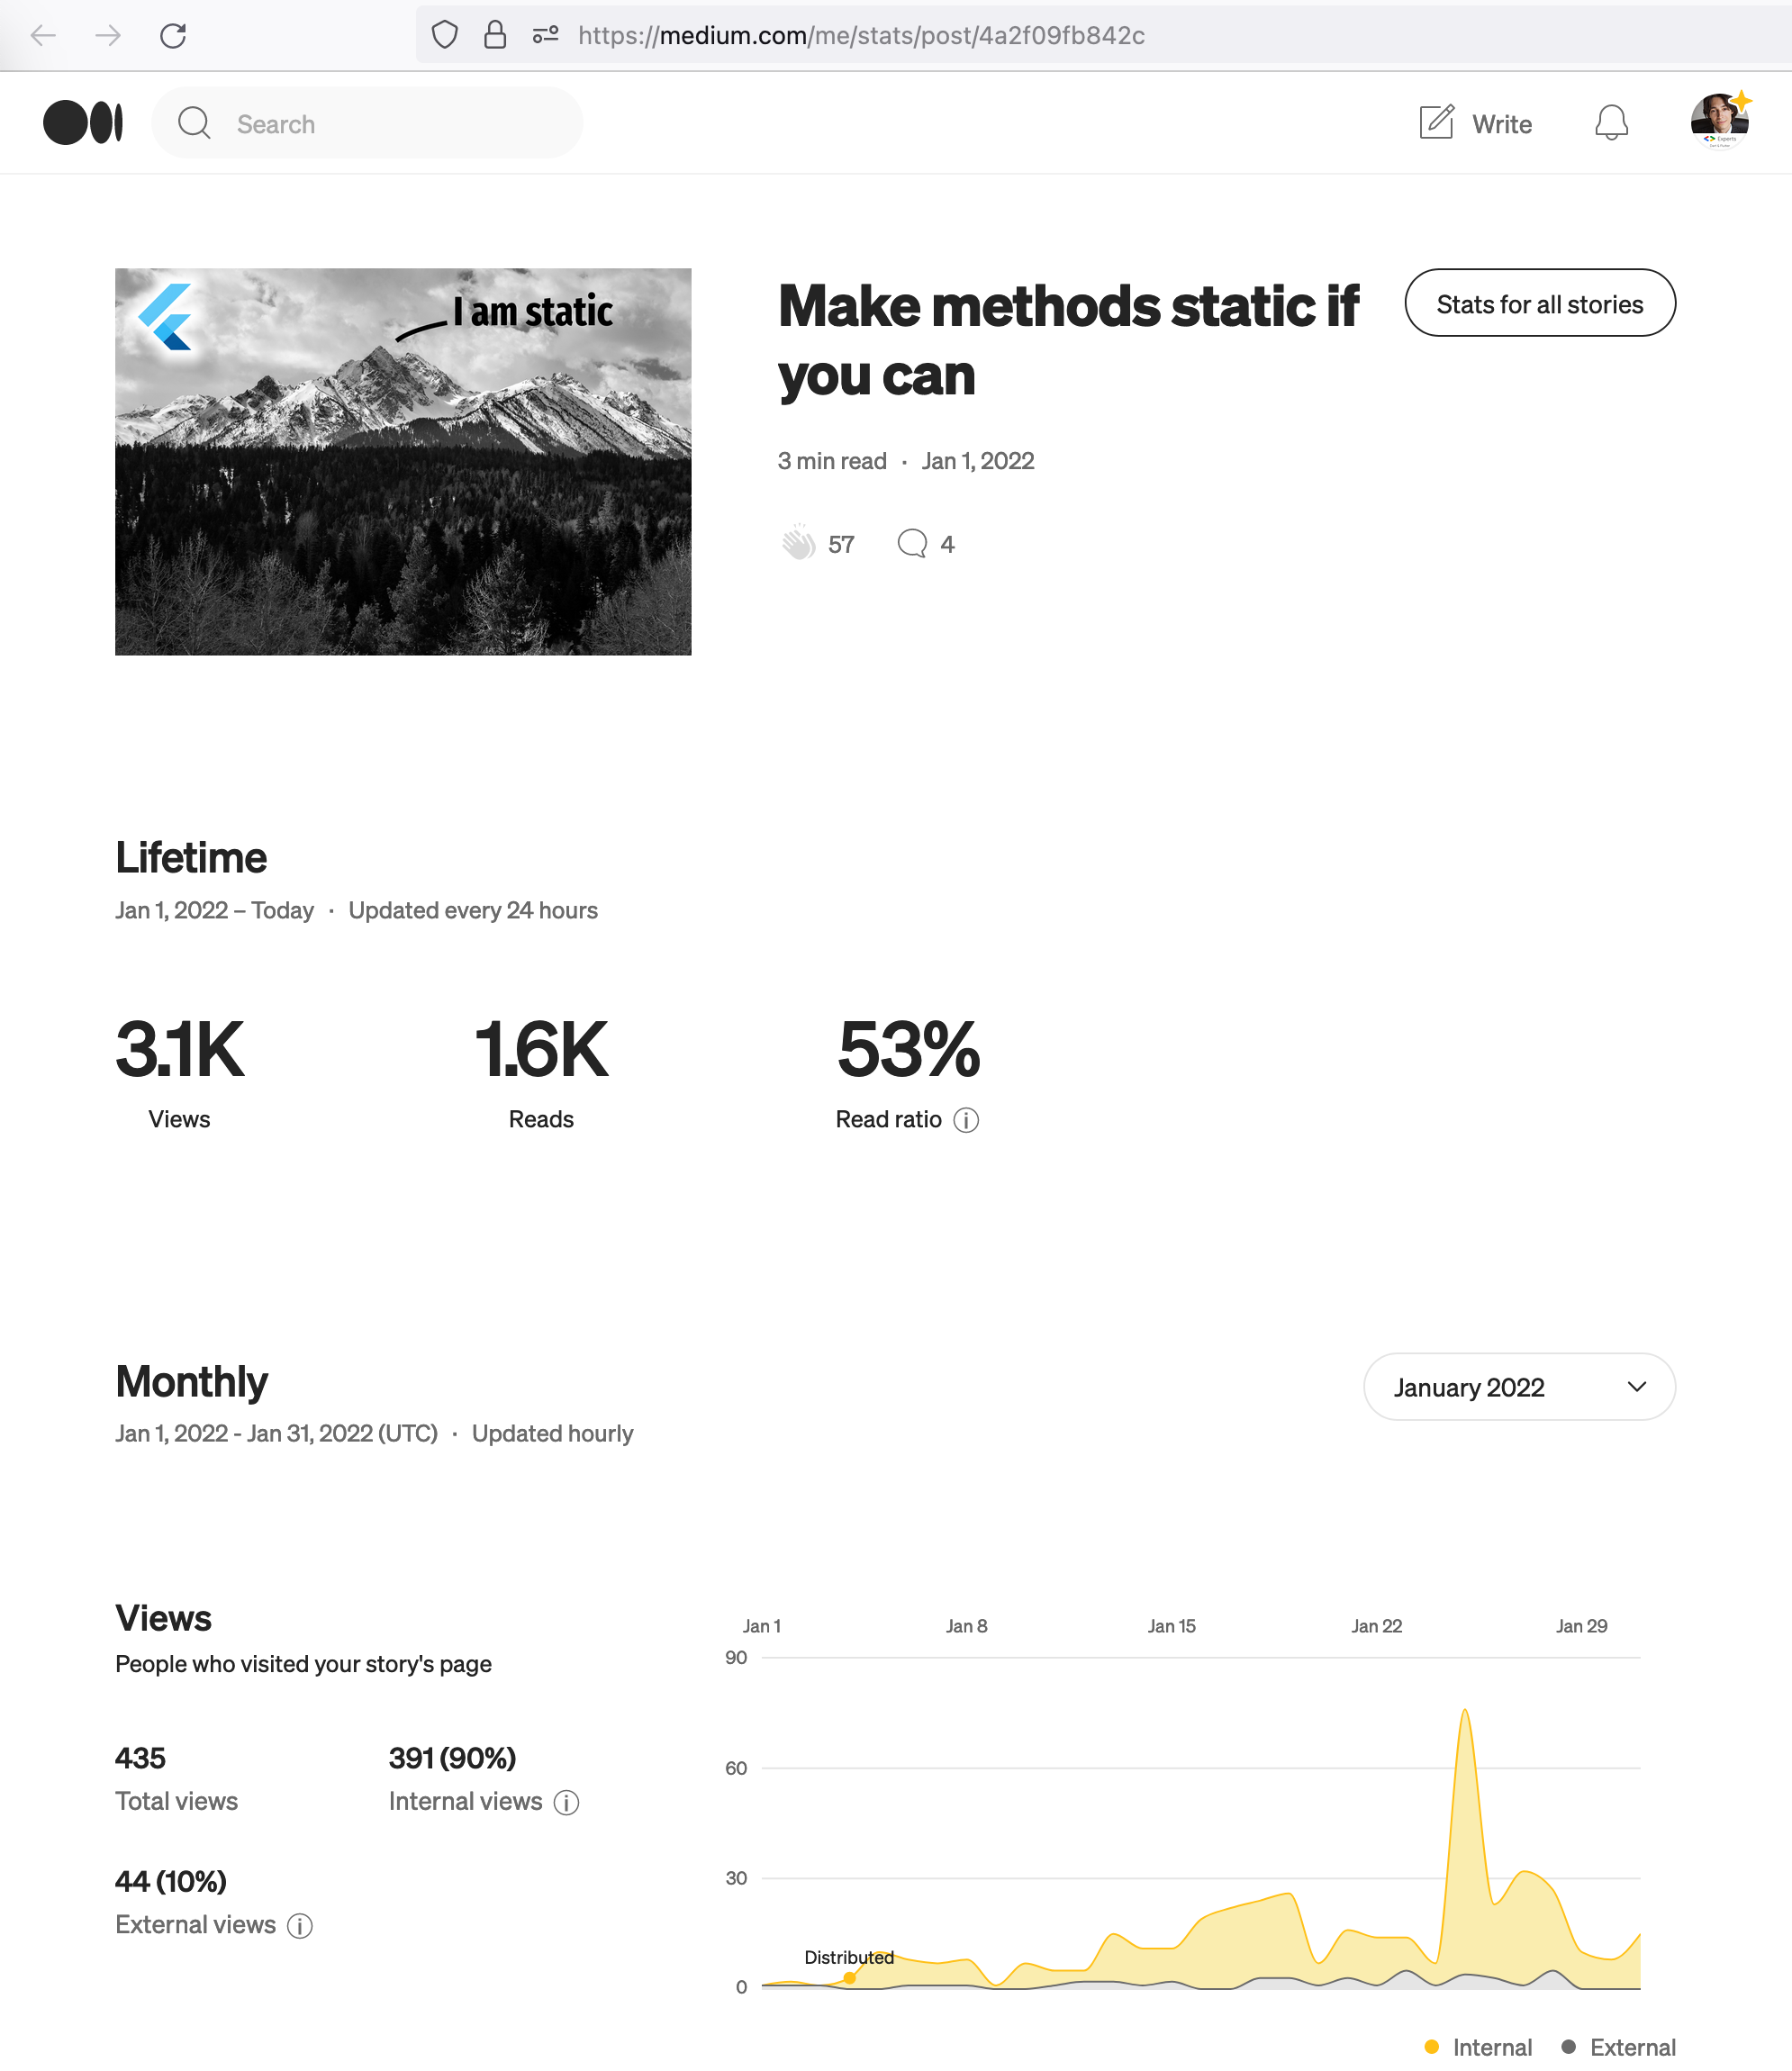 https://medium.com/me/stats/post/4a2f09fb842c
Search
Write
I am static
Make methods static if
you can
Stats for all stories
3 min read · Jan 1, 2022
57 4
Lifetime
Jan 1, 2022 – Today · Updated every 24 hours
3.1K 1.6K 53%
Views Reads Read ratio
Monthly
January 2022
Jan 1, 2022 - Jan 31, 2022 (UTC) · Updated hourly
Views
People who visited your story's page
435 391 (90%)
Total views Internal views
44 (10%)
External views
Jan 1 Jan 8 Jan 15 Jan 22 Jan 29
90
60
30
Distributed
0
Internal External